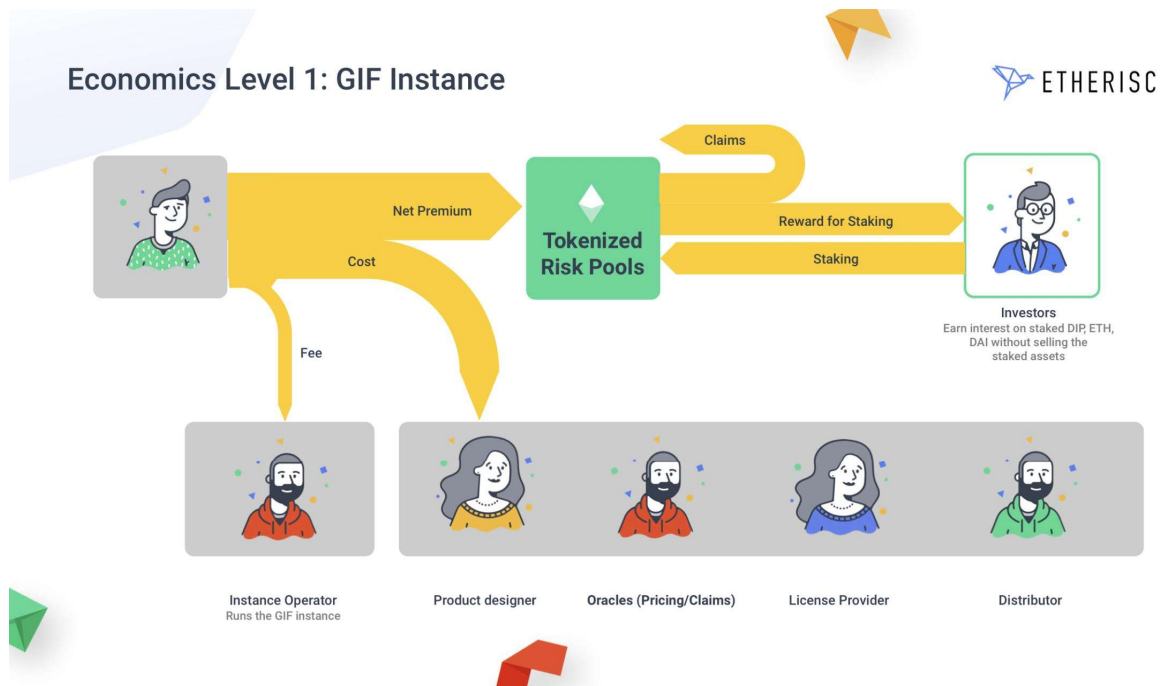 Economics Level 1: GIF Instance
ETHERISC
Claims
Net Premium
Tokenized
Risk Pools
Reward for Staking
Cost
Staking
Investors
Earn interest on staked DIP, ETH,
DAI without selling the
staked assets
Fee
Instance Operator
Runs the GIF instance
Product designer
Oracles (Pricing/Claims)
License Provider
Distributor